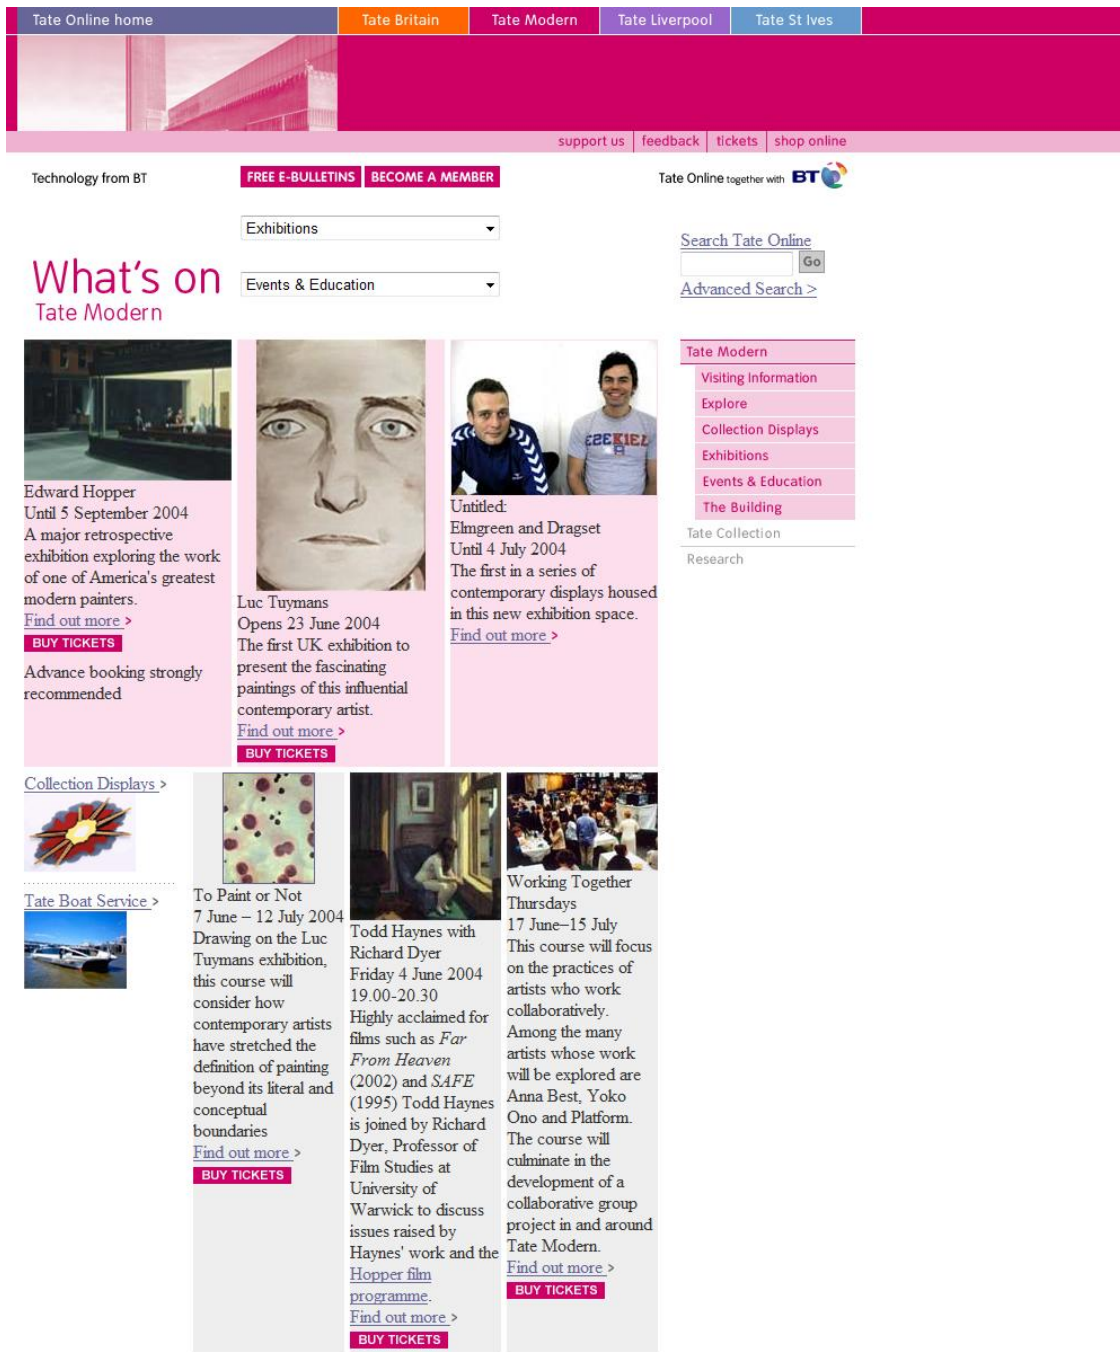 Tate Online home
Tate Britain
Tate Modern
Tate Liverpool
Tate St Ives
support us
feedback
tickets
shop online
Technology from BT
FREE E-BULLETINS
BECOME A MEMBER
Tate Online together with BT
Exhibitions
Events & Education
What's on
Tate Modern
Search Tate Online
Go
Advanced Search >
Edward Hopper
Until 5 September 2004
A major retrospective
exhibition exploring the work
of one of America's greatest
modern painters.
Find out more >
BUY TICKETS
Advance booking strongly
recommended
Luc Tuymans
Opens 23 June 2004
The first UK exhibition to
present the fascinating
paintings of this influential
contemporary artist.
Find out more >
BUY TICKETS
EZEKIEL
Untitled:
Elmgreen and Dragset
Until 4 July 2004
The first in a series of
contemporary displays housed
in this new exhibition space.
Find out more >
Tate Modern
Visiting Information
Explore
Collection Displays
Exhibitions
Events & Education
The Building
Tate Collection
Research
Collection Displays >
Tate Boat Service >
To Paint or Not
7 June – 12 July 2004
Drawing on the Luc
Tuymans exhibition,
this course will
consider how
contemporary artists
have stretched the
definition of painting
beyond its literal and
conceptual
boundaries
Find out more >
BUY TICKETS
Todd Haynes with
Richard Dyer
Friday 4 June 2004
19.00-20.30
Highly acclaimed for
films such as Far
From Heaven
(2002) and SAFE
(1995) Todd Haynes
is joined by Richard
Dyer, Professor of
Film Studies at
University of
Warwick to discuss
issues raised by
Haynes' work and the
Hopper film
programme.
Find out more >
BUY TICKETS
Working Together
Thursdays
17 June–15 July
This course will focus
on the practices of
artists who work
collaboratively.
Among the many
artists whose work
will be explored are
Anna Best, Yoko
Ono and Platform.
The course will
culminate in the
development of a
collaborative group
project in and around
Tate Modern.
Find out more >
BUY TICKETS